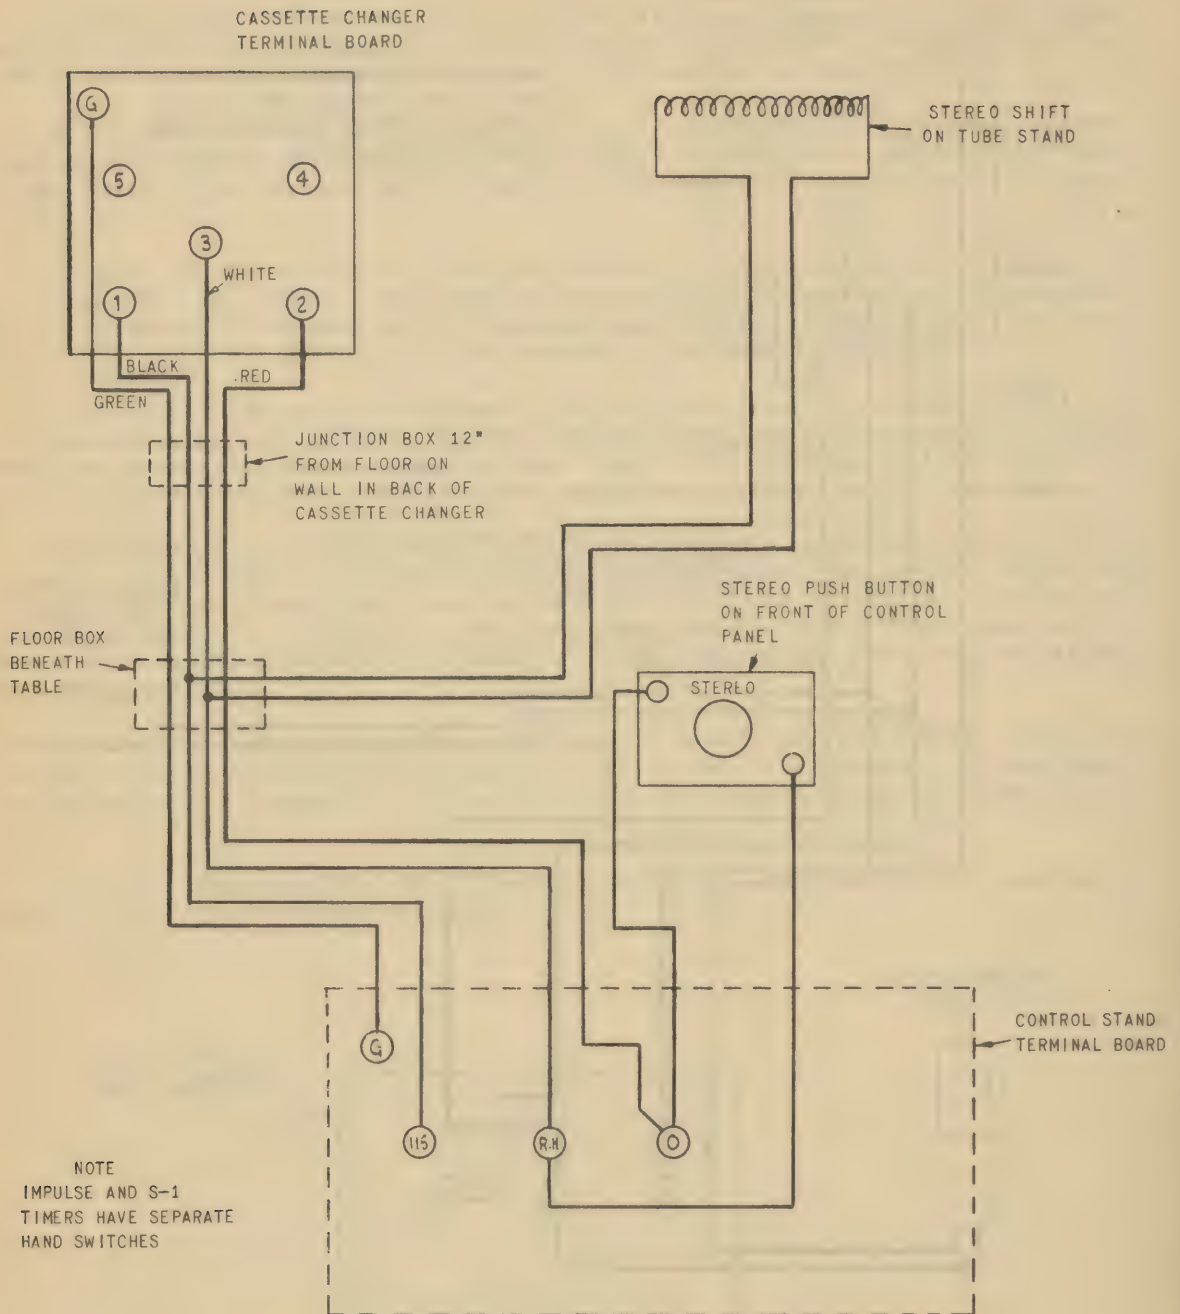 CASSETTE CHANGER
TERMINAL BOARD
G
5
4
3
WHITE
1
2
BLACK
.RED
GREEN
STEREO SHIFT
ON TUBE STAND
JUNCTION BOX 12"
FROM FLOOR ON
WALL IN BACK OF
CASSETTE CHANGER
STEREO PUSH BUTTON
ON FRONT OF CONTROL
PANEL
FLOOR BOX
BENEATH
TABLE
STEREO
CONTROL STAND
TERMINAL BOARD
G
115
R.H
O
NOTE
IMPULSE AND S-1
TIMERS HAVE SEPARATE
HAND SWITCHES